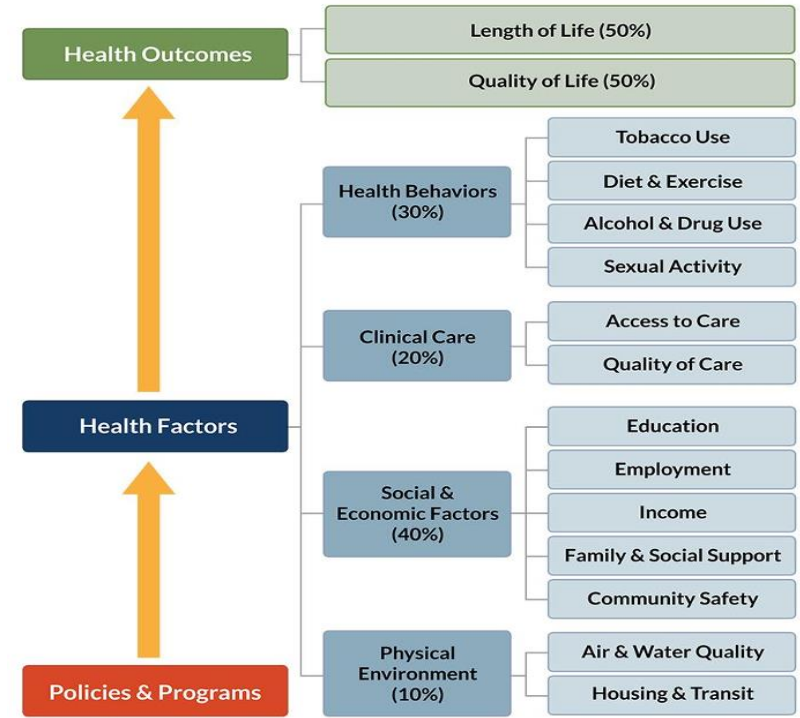 Health Outcomes
Length of Life (50%)
Quality of Life (50%)
Health Factors
Health Behaviors
(30%)
Tobacco Use
Diet & Exercise
Alcohol & Drug Use
Sexual Activity
Clinical Care
(20%)
Access to Care
Quality of Care
Social &
Economic Factors
(40%)
Education
Employment
Income
Family & Social Support
Community Safety
Physical
Environment
(10%)
Air & Water Quality
Housing & Transit
Policies & Programs